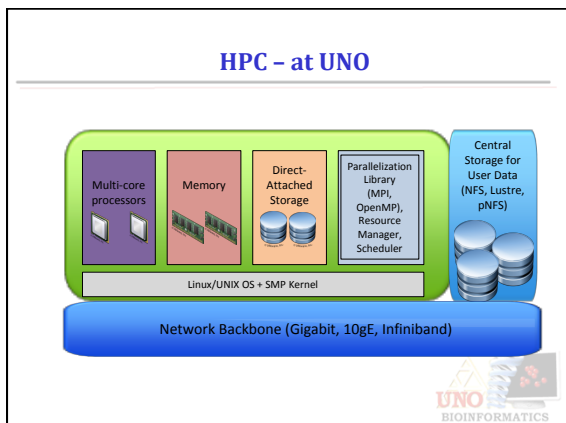 HPC – at UNO
Multi-core
processors
Memory
Direct-
Attached
Storage
Parallelization
Library
(MPI,
OpenMP),
Resource
Manager,
Scheduler
Central
Storage for
User Data
(NFS, Lustre,
pNFS)
Linux/UNIX OS + SMP Kernel
Network Backbone (Gigabit, 10gE, Infiniband)
UNO
BIOINFORMATICS